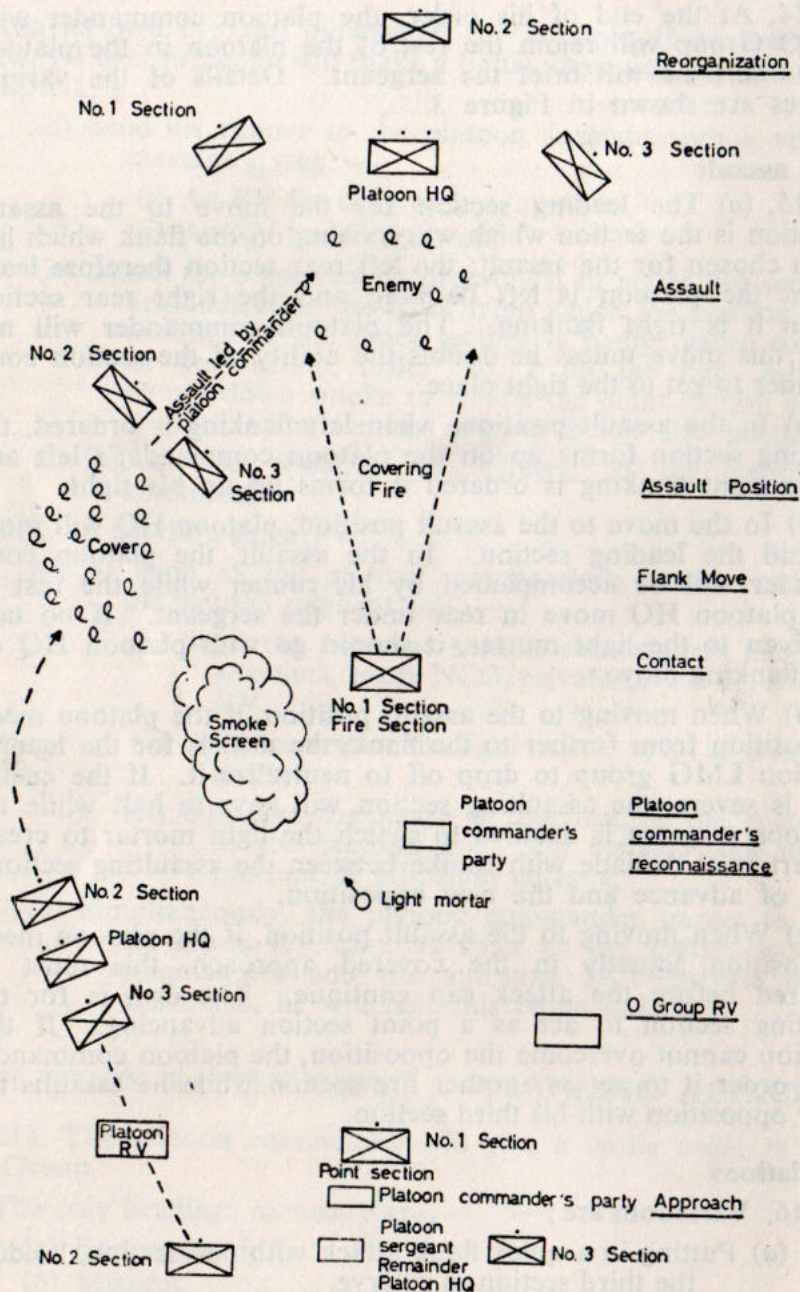 No.2 Section
Reorganization
No.1 Section
No. 3 Section
Platoon HQ
Enemy
Assault
Assault led by
platoon commander
No. 2 Section
No. 3
Section
Covering
Fire
Assault Position
Cover
Flank Move
Contact
No.1 Section
Fire Section
Smoke
Screen
Platoon
commander's
party
Platoon
commander's
reconnaissance
Light mortar
No.2 Section
Platoon HQ
No 3 Section
O Group RV
Platoon
RV
No.1 Section
Point section
Platoon commander's party
Approach
Platoon
sergeant
Remainder
Platoon HQ
No.2 Section
No.3 Section